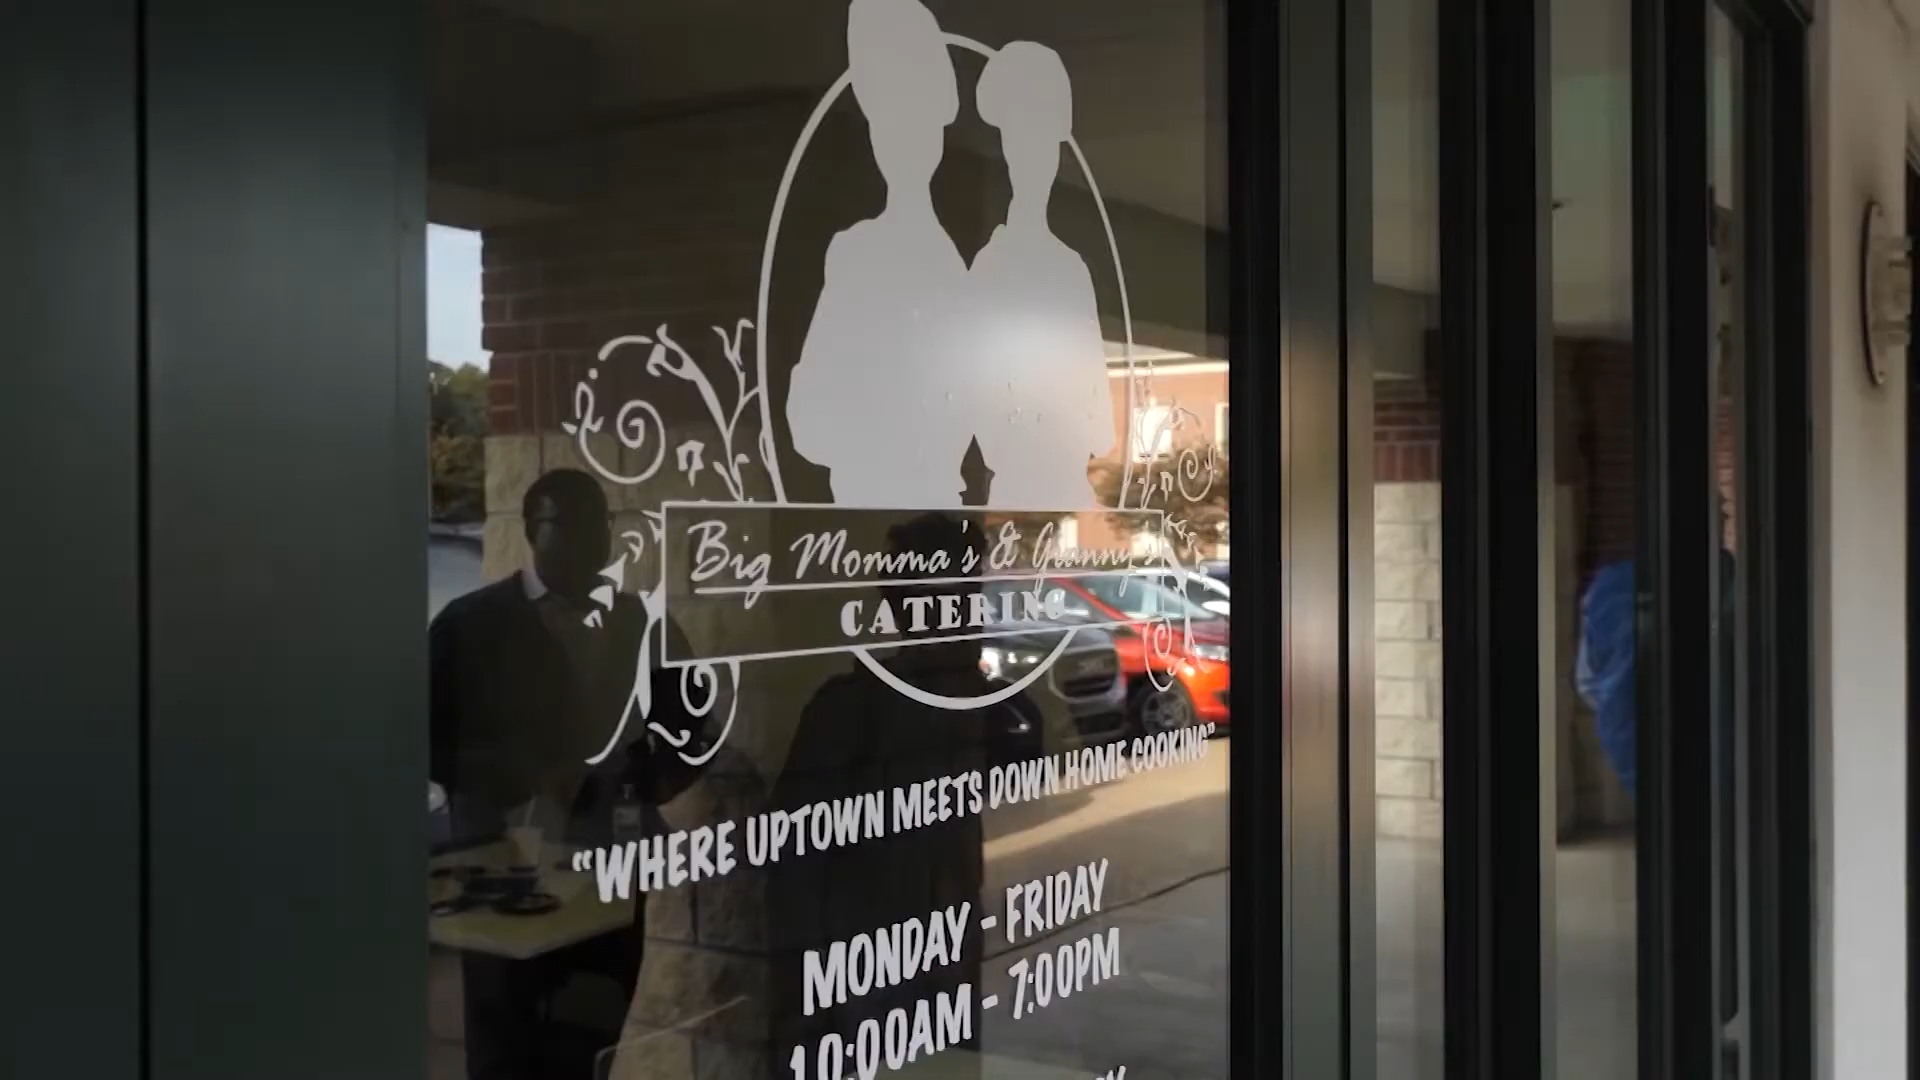 Big Momma's & Granny's
CATERING
“WHERE UPTOWN MEETS DOWN HOME COOKING”
MONDAY - FRIDAY
10:00AM - 7:00PM